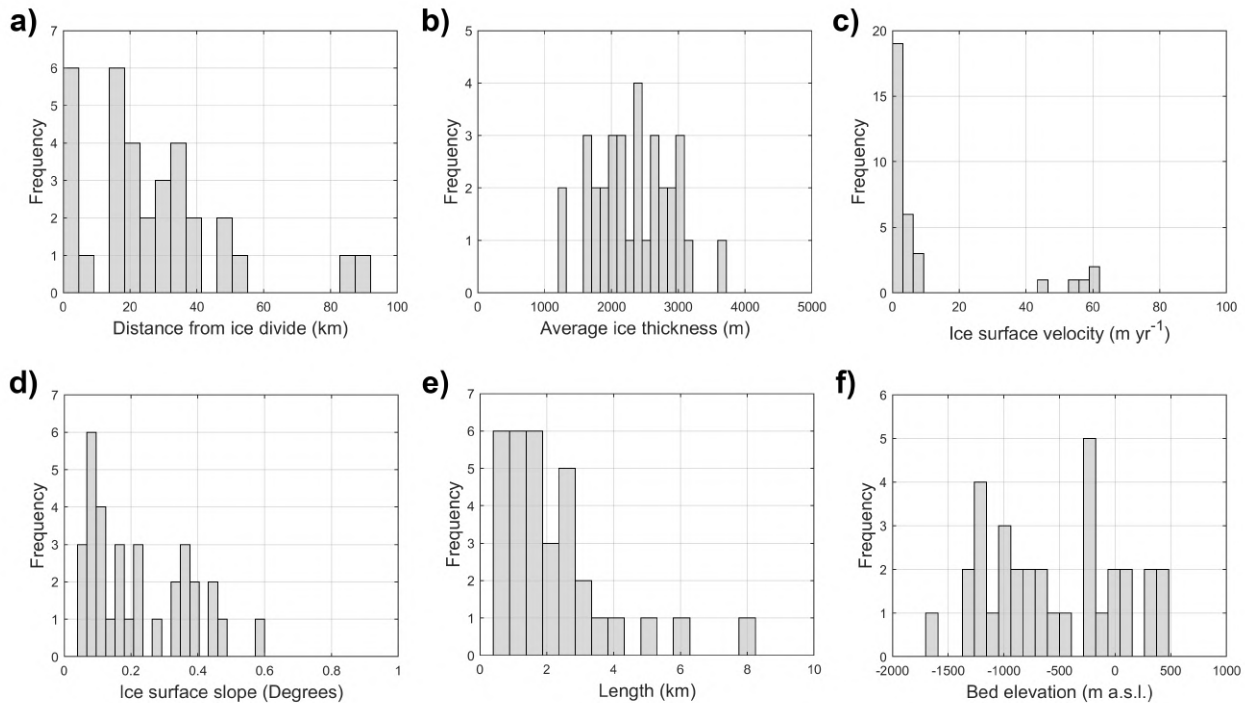 a)
7
6
5
4
3
2
1
0
Frequency
0 20 40 60 80 100
Distance from ice divide (km)
b)
5
4
3
2
1
0
Frequency
0 1000 2000 3000 4000 5000
Average ice thickness (m)
c)
20
15
10
5
0
Frequency
0 20 40 60 80 100
Ice surface velocity (m yr-1)
d)
7
6
5
4
3
2
1
0
Frequency
0 0.2 0.4 0.6 0.8 1
Ice surface slope (Degrees)
e)
7
6
5
4
3
2
1
0
Frequency
0 2 4 6 8 10
Length (km)
f)
6
5
4
3
2
1
0
Frequency
-2000 -1500 -1000 -500 0 500 1000
Bed elevation (m a.s.l.)